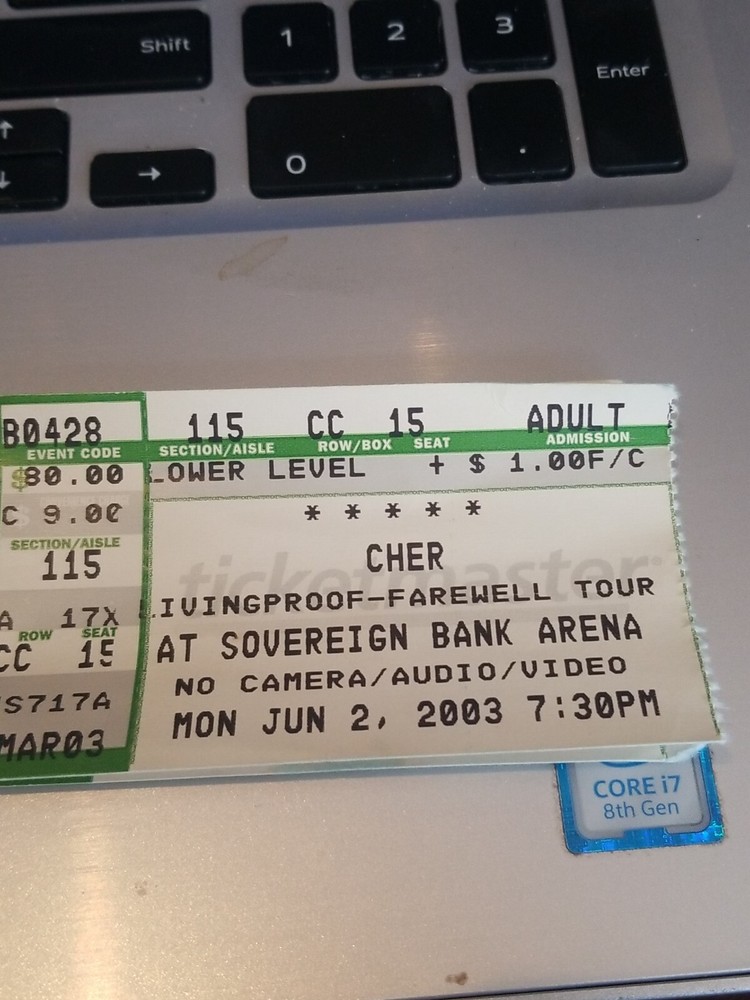 Shift 1 2 3
Enter
↑
↓ → 0 .
B0428 115 CC 15 ADULT
EVENT CODE SECTION/AISLE ROW/BOX SEAT ADMISSION
$80.00 LOWER LEVEL + $ 1.00F/C
C 9.00 * * * * *
SECTION/AISLE
115 CHER
ticketmaster
A 17X LIVINGPROOF-FAREWELL TOUR
ROW SEAT
CC 15 AT SOVEREIGN BANK ARENA
NO CAMERA/AUDIO/VIDEO
S717A MON JUN 2, 2003 7:30PM
MAR03
CORE i7
8th Gen